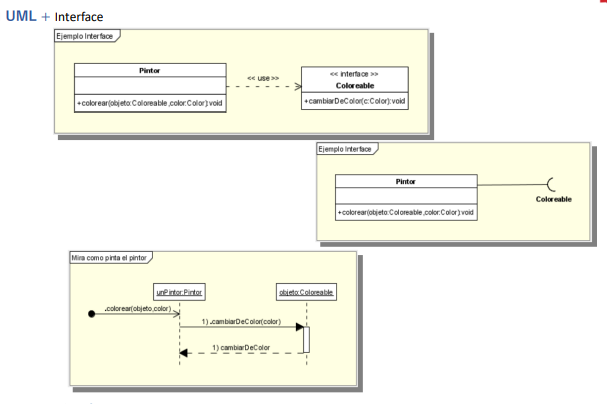 UML + Interface
Ejemplo Interface
Pintor
+colorear(objeto:Coloreable,color:Color):void
<< use >>
<< interface >>
Coloreable
+cambiarDeColor(c:Color):void
Ejemplo Interface
Pintor
+colorear(objeto:Coloreable,color:Color):void
Coloreable
Mira como pinta el pintor
unPintor:Pintor
objeto:Coloreable
.colorear(objeto,color)
1) .cambiarDeColor(color)
1) cambiarDeColor